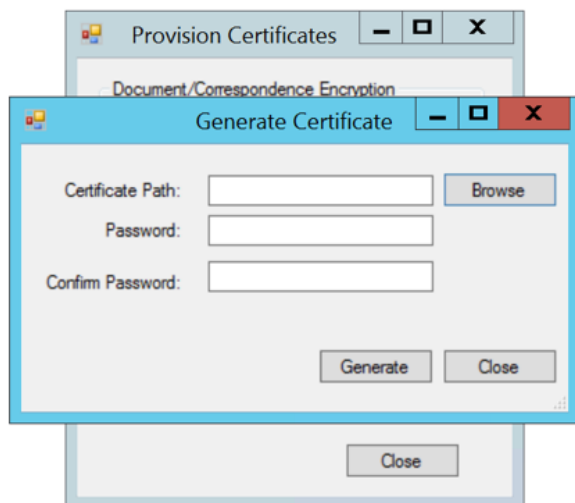 Provision Certificates
Document/Correspondence Encryption
Generate Certificate
Certificate Path:
Browse
Password:
Confirm Password:
Generate
Close
Close